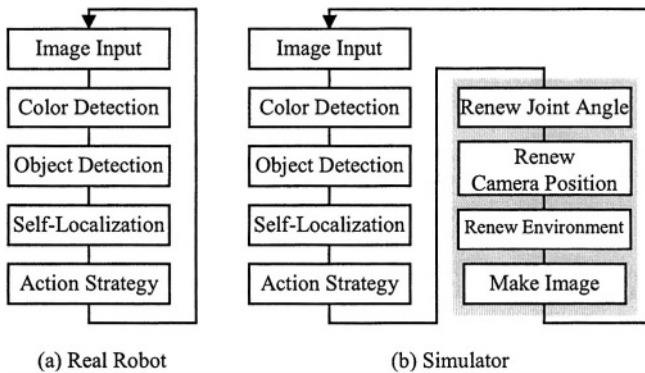 Image Input
Color Detection
Object Detection
Self-Localization
Action Strategy
(a) Real Robot
Image Input
Color Detection
Object Detection
Self-Localization
Action Strategy
Renew Joint Angle
Renew
Camera Position
Renew Environment
Make Image
(b) Simulator